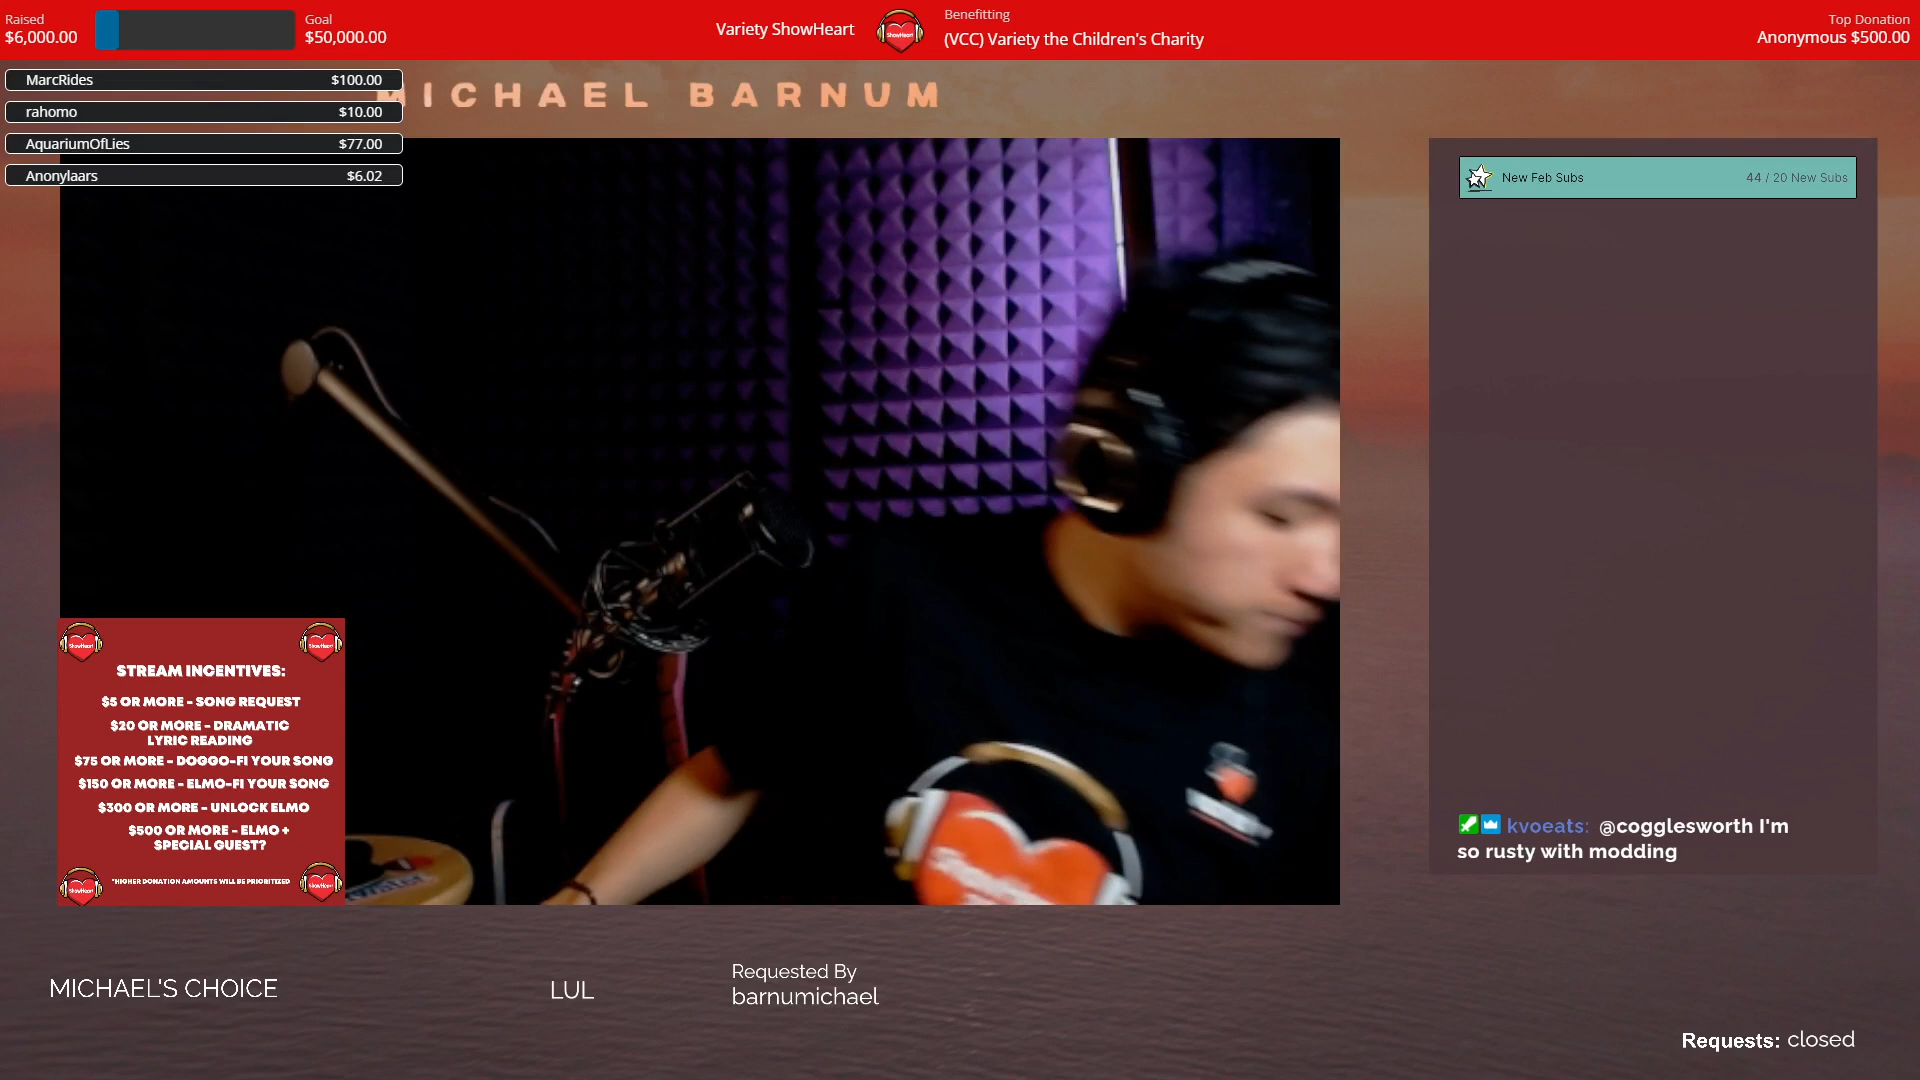 Raised
$6,000.00
Goal
$50,000.00
Variety ShowHeart
ShowHeart
Benefitting
(VCC) Variety the Children's Charity
Top Donation
Anonymous $500.00
MarcRides $100.00
rahomo $10.00
AquariumOfLies $77.00
Anonylaars $6.02
MICHAEL BARNUM
New Feb Subs 44 / 20 New Subs
STREAM INCENTIVES:
$5 OR MORE - SONG REQUEST
$20 OR MORE - DRAMATIC
LYRIC READING
$75 OR MORE - DOGGO-FI YOUR SONG
$150 OR MORE - ELMO-FI YOUR SONG
$300 OR MORE - UNLOCK ELMO
$500 OR MORE - ELMO +
SPECIAL GUEST?
*HIGHER DONATION AMOUNTS WILL BE PRIORITIZED
kvoeats: @cogglesworth I'm
so rusty with modding
MICHAEL'S CHOICE
LUL
Requested By
barnumichael
Requests: closed